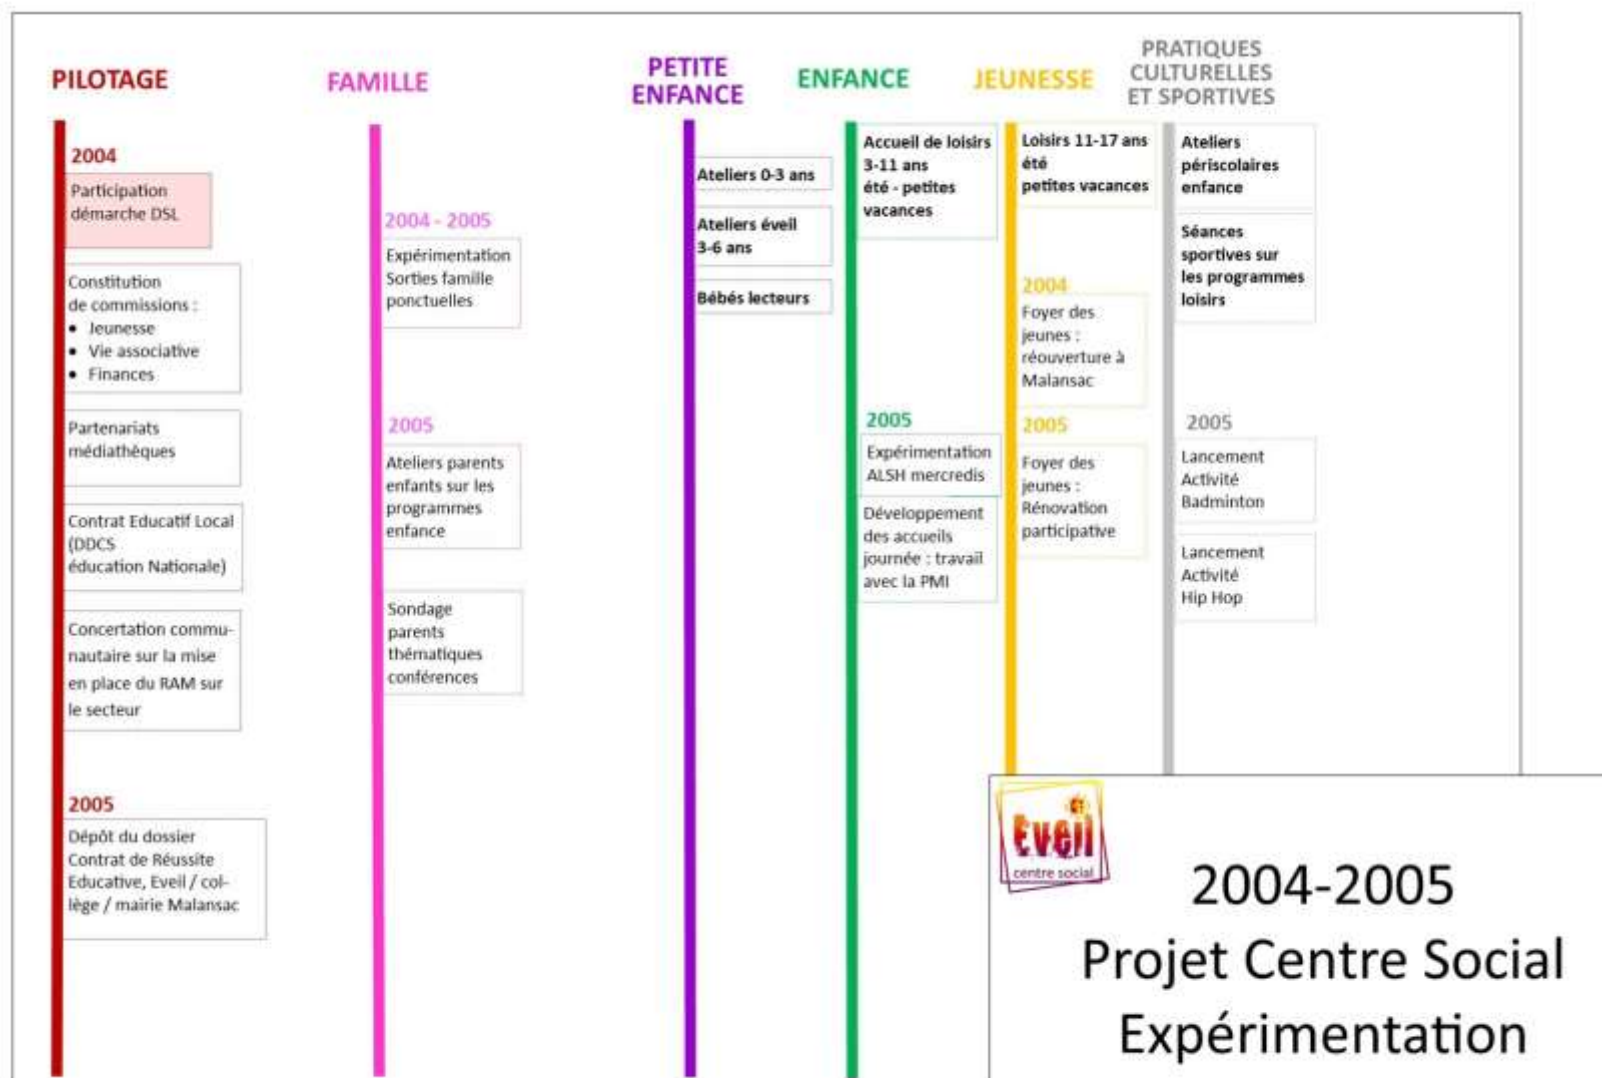 PILOTAGE
2004
Participation
démarche DSL
Constitution
de commissions :
• Jeunesse
• Vie associative
• Finances
Partenariats
médiathèques
Contrat Educatif Local
(DDCS
éducation Nationale)
Concertation commu-
nautaire sur la mise
en place du RAM sur
le secteur
2005
Dépôt du dossier
Contrat de Réussite
Educative, Eveil / col-
lège / mairie Malansac
FAMILLE
2004 - 2005
Expérimentation
Sorties famille
ponctuelles
2005
Ateliers parents
enfants sur les
programmes
enfance
Sondage
parents
thématiques
conférences
PETITE
ENFANCE
Ateliers 0-3 ans
Ateliers éveil
3-6 ans
Bébés lecteurs
ENFANCE
Accueil de loisirs
3-11 ans
été - petites
vacances
2005
Expérimentation
ALSH mercredis
Développement
des accueils
journée : travail
avec la PMI
JEUNESSE
Loisirs 11-17 ans
été
petites vacances
2004
Foyer des
jeunes :
réouverture à
Malansac
2005
Foyer des
jeunes :
Rénovation
participative
PRATIQUES
CULTURELLES
ET SPORTIVES
Ateliers
périscolaires
enfance
Séances
sportives sur
les programmes
loisirs
2005
Lancement
Activité
Badminton
Lancement
Activité
Hip Hop
Eveil
centre social
2004-2005
Projet Centre Social
Expérimentation